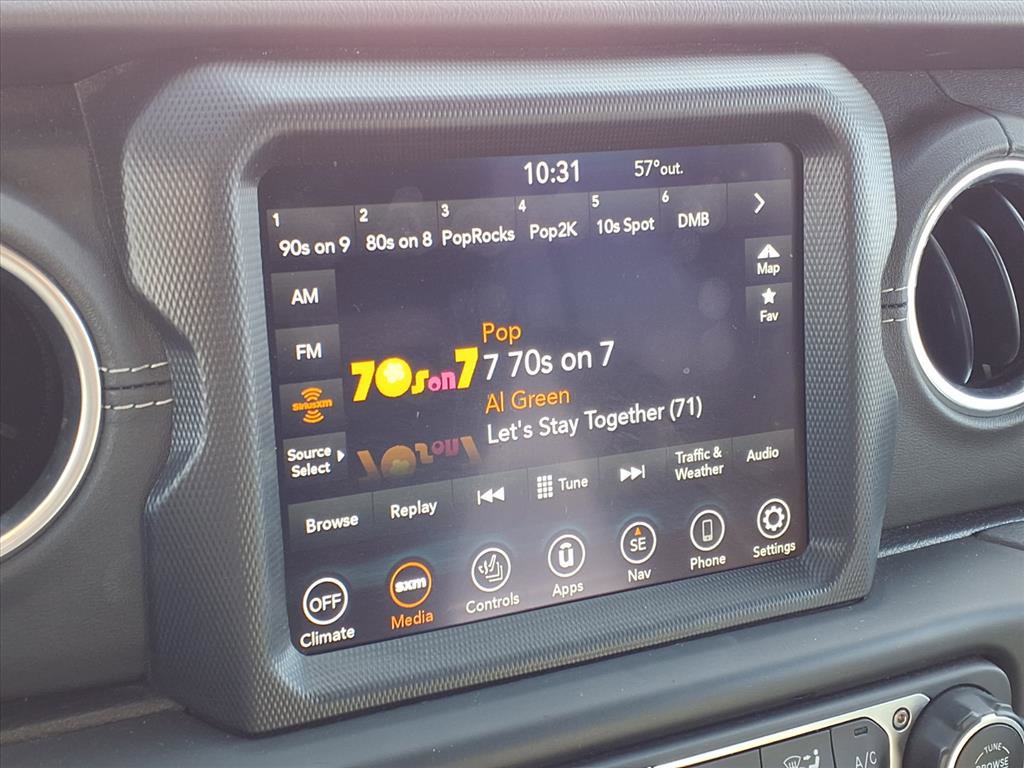 10:31 57°out.
1 2 3 4 5 6
90s on 9 80s on 8 PopRocks Pop2K 10s Spot DMB
Map
AM
Fav
FM
Pop
70s on 7 7 70s on 7
SiriusXM
Al Green
Let's Stay Together (71)
Source
Select
Traffic &
Weather
Audio
Browse Replay Tune
OFF sxm SE
Climate Media Controls Apps Nav Phone Settings
A/C
TUNE
BROWSE